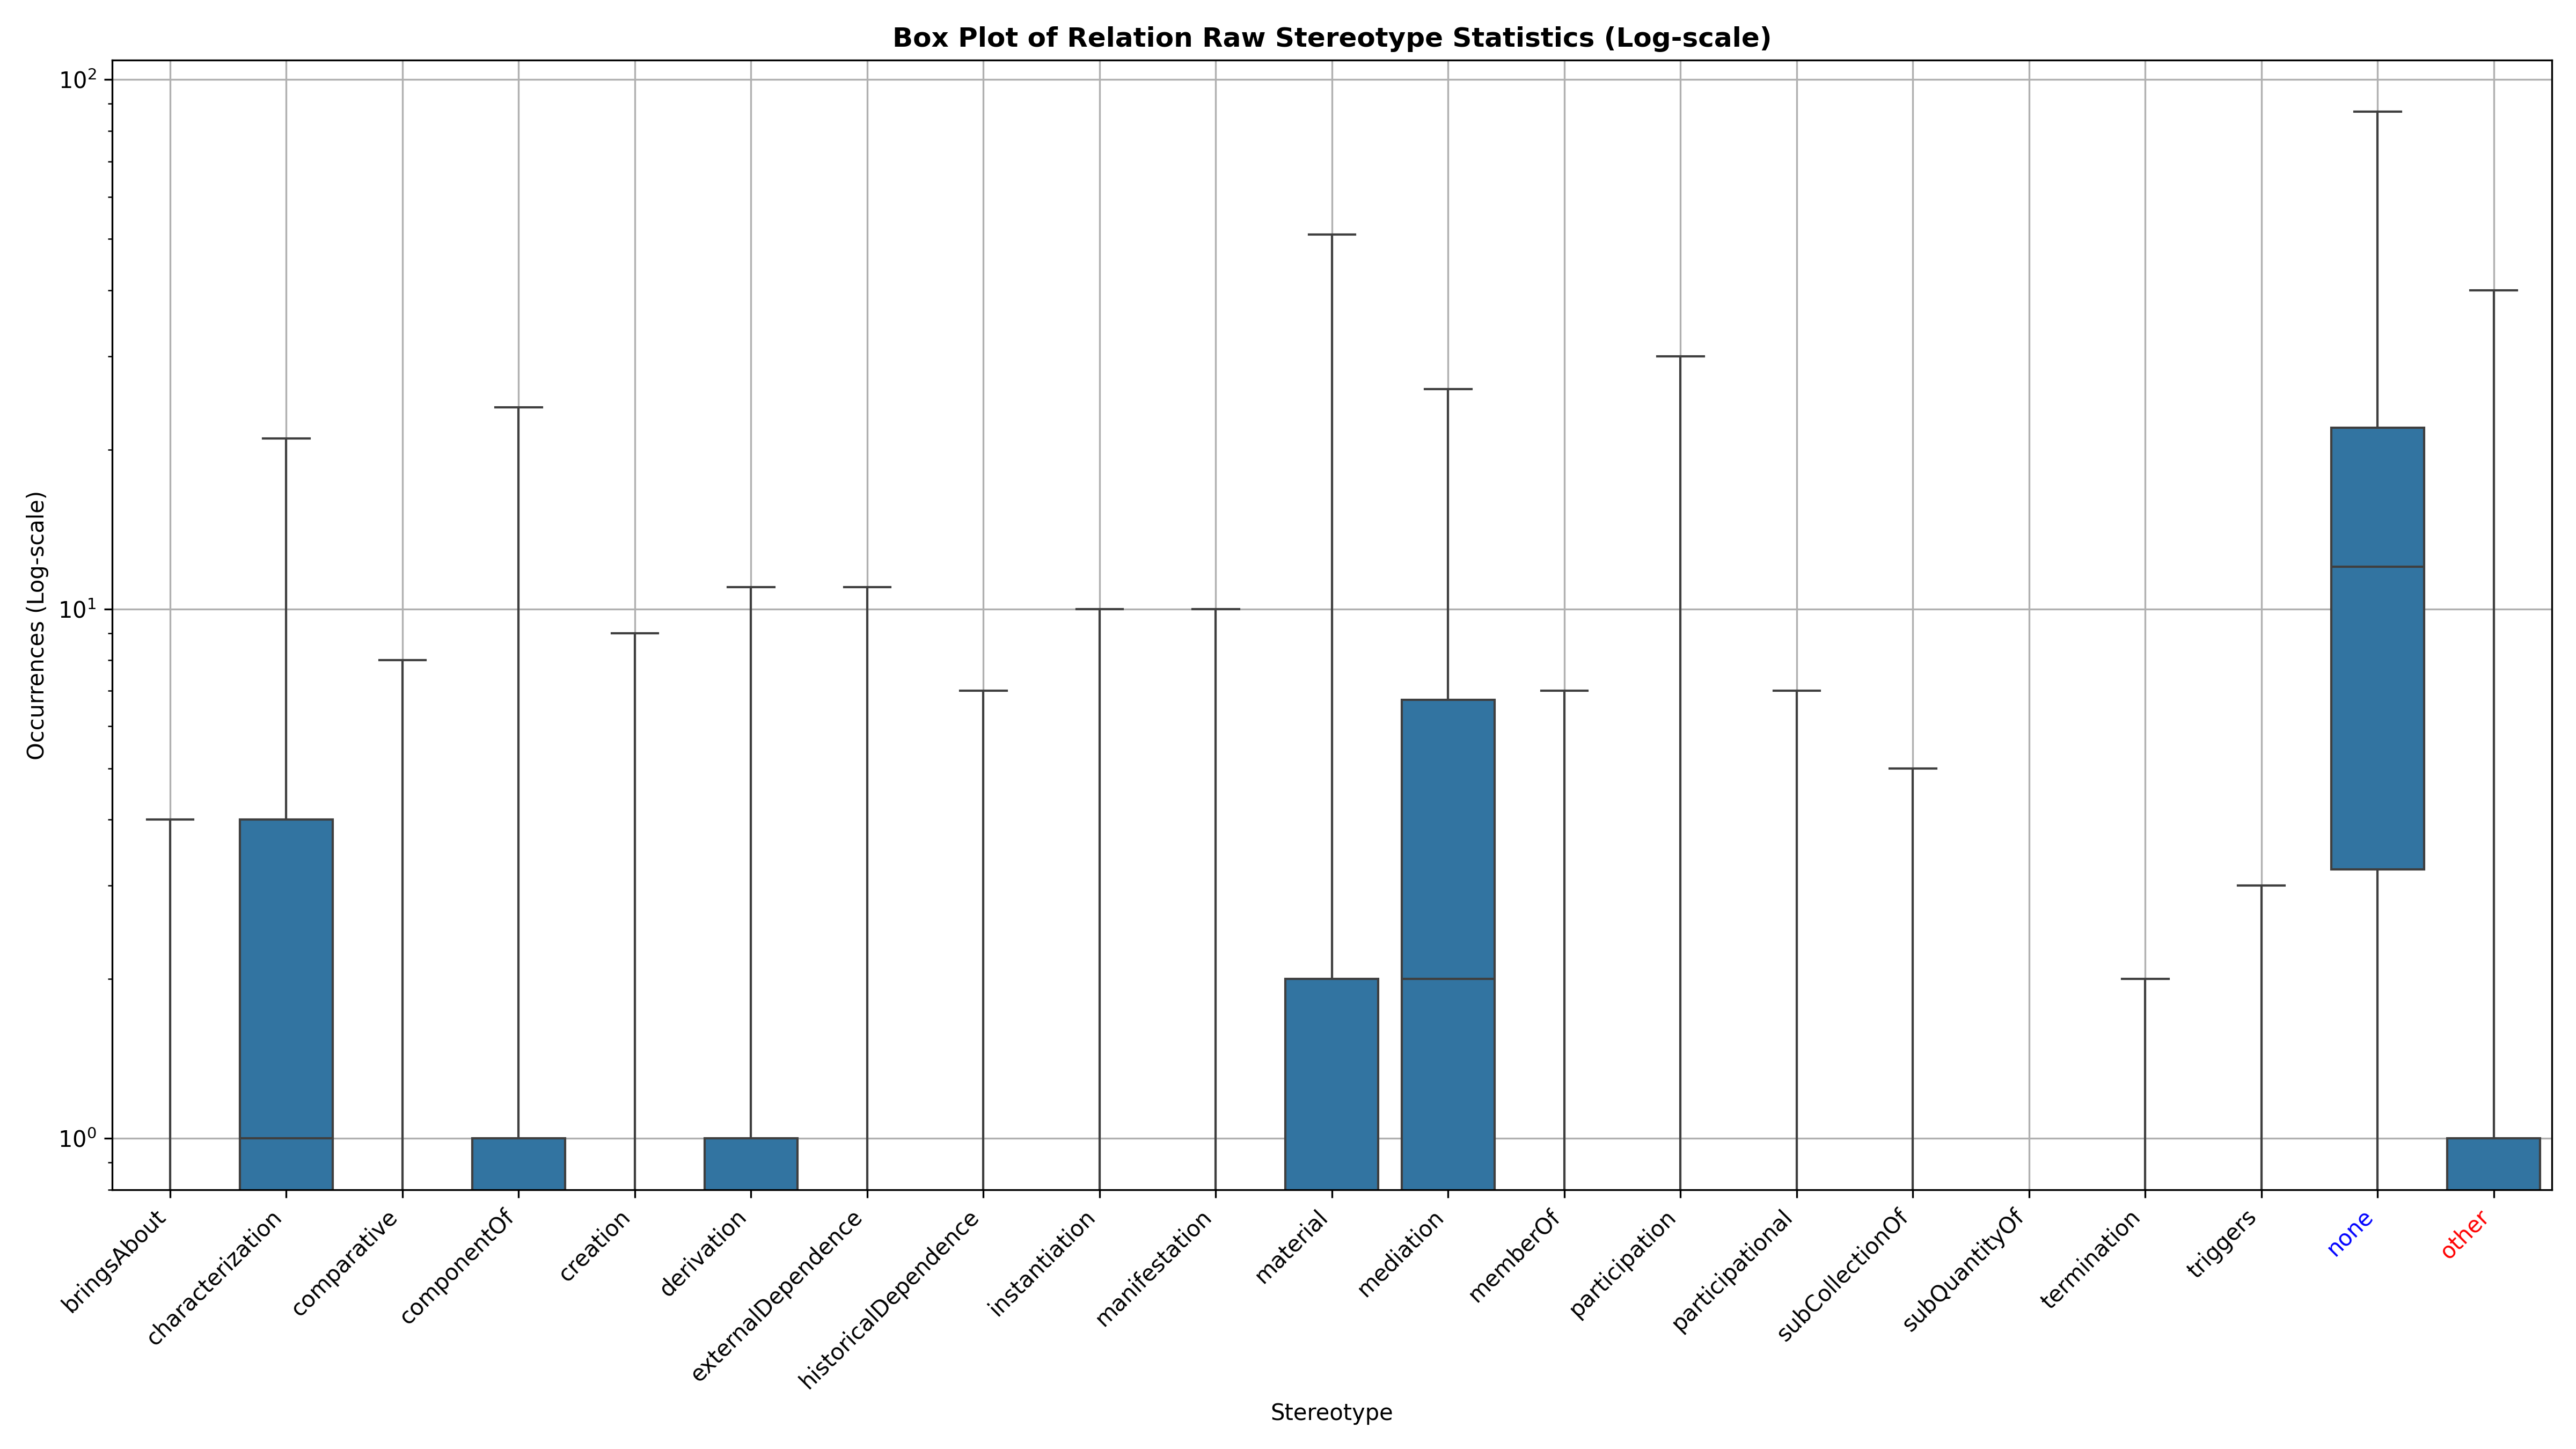 Box Plot of Relation Raw Stereotype Statistics (Log-scale)
Occurrences (Log-scale)
10²
10¹
10⁰
bringsAbout
characterization
comparative
componentOf
creation
derivation
externalDependence
historicalDependence
instantiation
manifestation
material
mediation
memberOf
participation
participational
subCollectionOf
subQuantityOf
termination
triggers
none
other
Stereotype